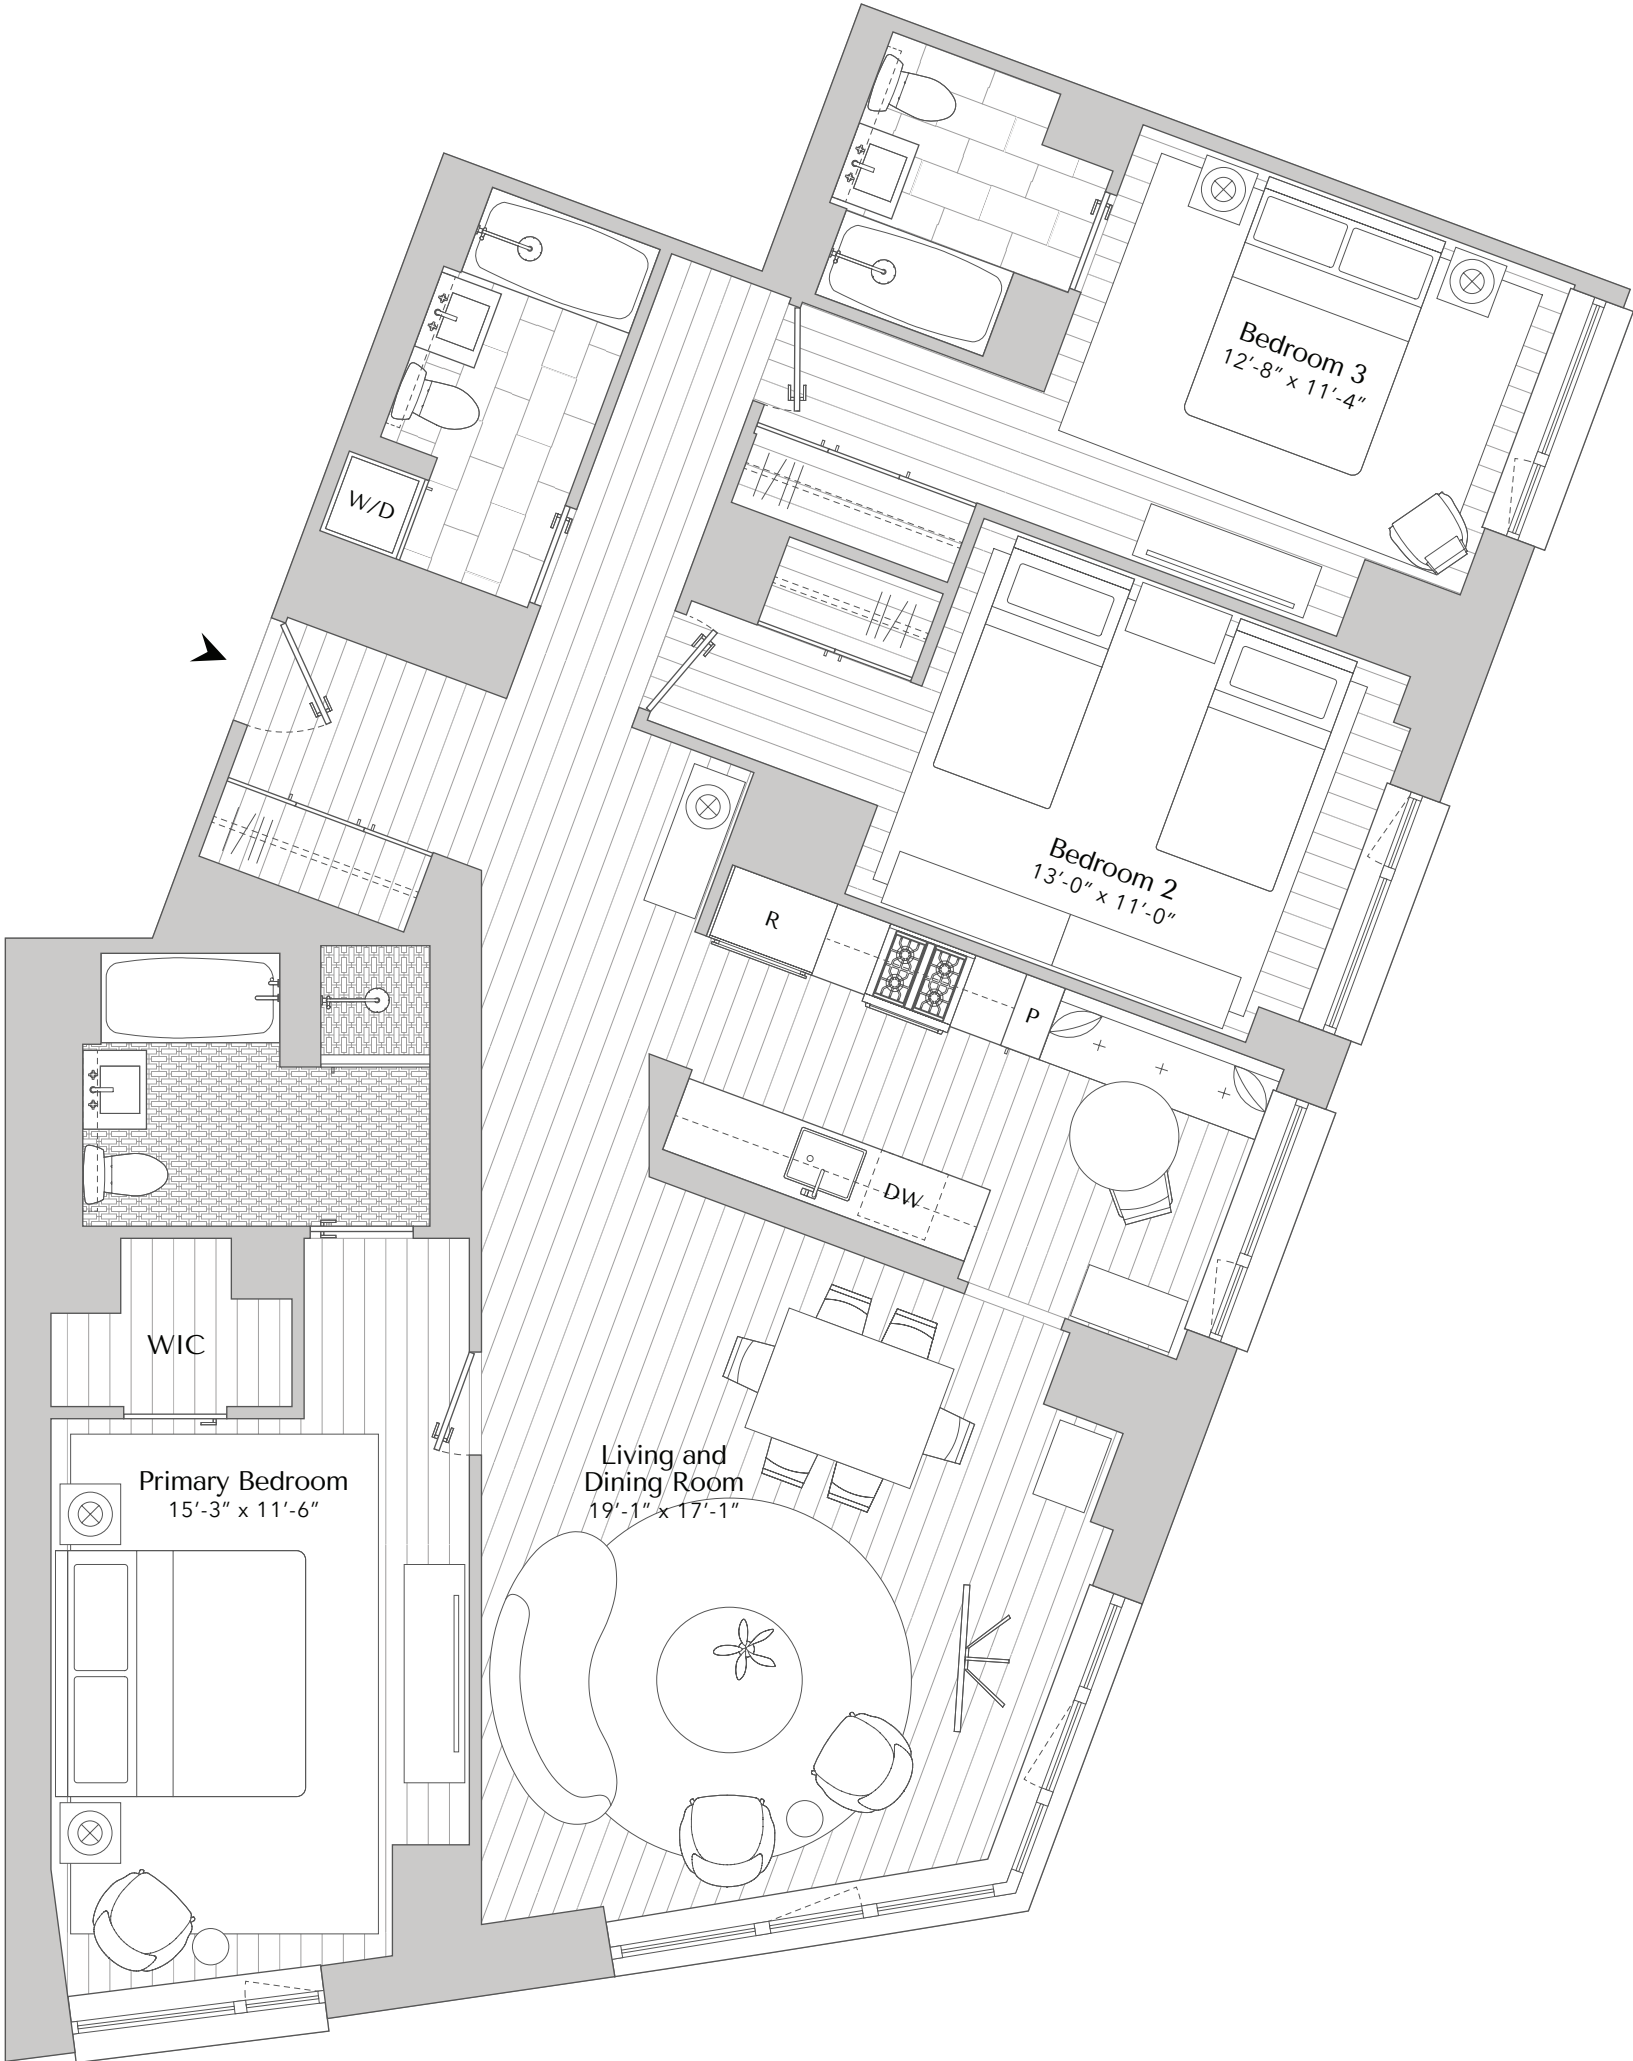 Bedroom 3
12'-8" x 11'-4"
W/D
Bedroom 2
13'-0" x 11'-0"
R
P
DW
WIC
Living and
Dining Room
19'-1" x 17'-1"
Primary Bedroom
15'-3" x 11'-6"